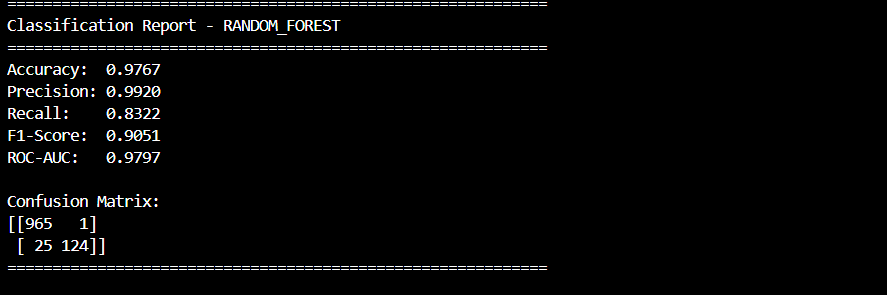 ============================================================
Classification Report - RANDOM_FOREST
============================================================
Accuracy:  0.9767
Precision: 0.9920
Recall:    0.8322
F1-Score:  0.9051
ROC-AUC:   0.9797

Confusion Matrix:
[[965   1]
 [ 25 124]]
============================================================